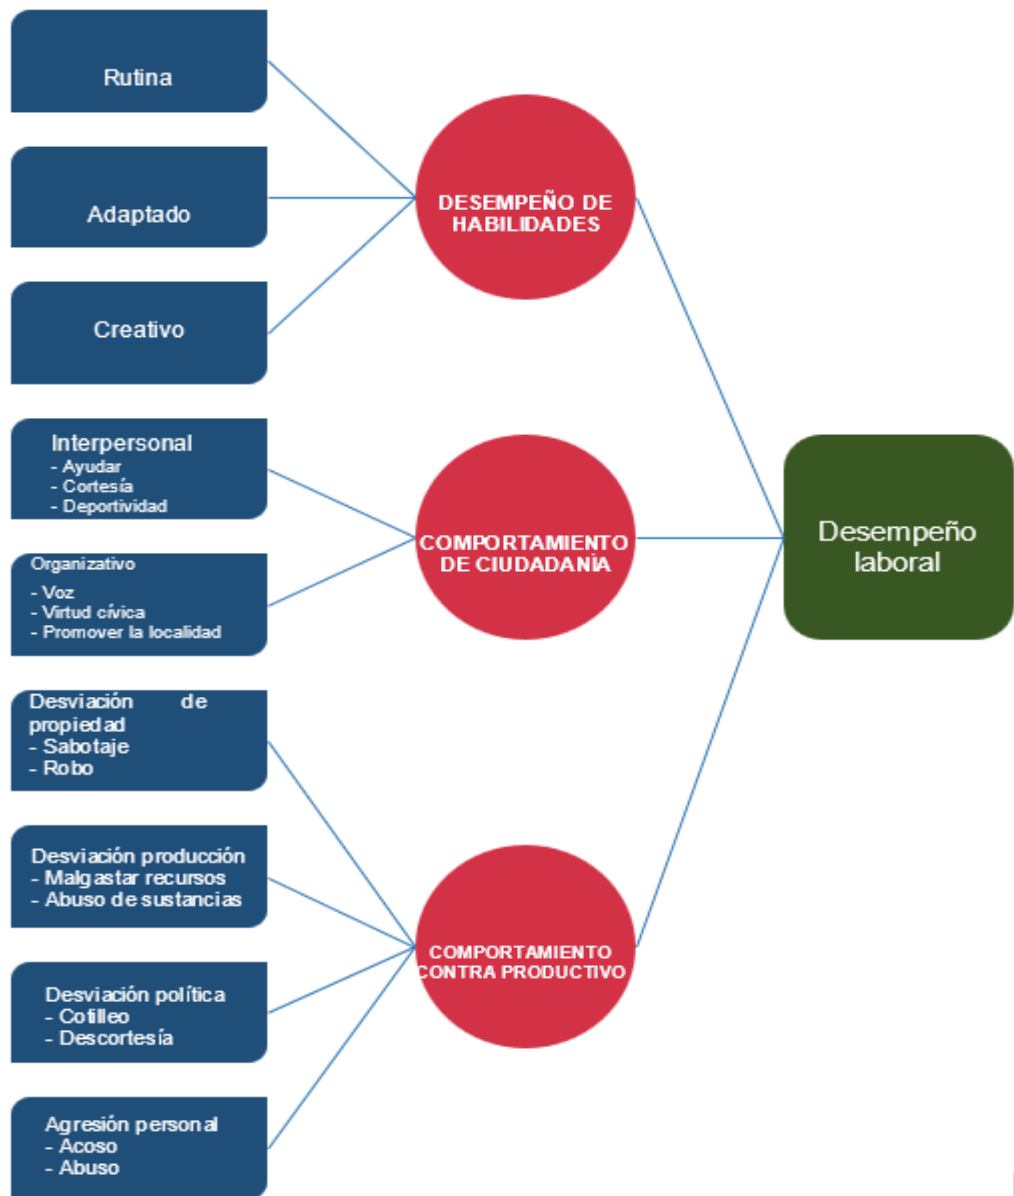 Rutina
Adaptado
Creativo
Interpersonal
- Ayudar
- Cortesía
- Deportividad
Organizativo
- Voz
- Virtud cívica
- Promover la localidad
Desviación de
propiedad
- Sabotaje
- Robo
Desviación producción
- Malgastar recursos
- Abuso de sustancias
Desviación política
- Cotilleo
- Descortesía
Agresión personal
- Acoso
- Abuso
DESEMPEÑO DE
HABILIDADES
COMPORTAMIENTO
DE CIUDADANÌA
COMPORTAMIENTO
CONTRA PRODUCTIVO
Desempeño
laboral